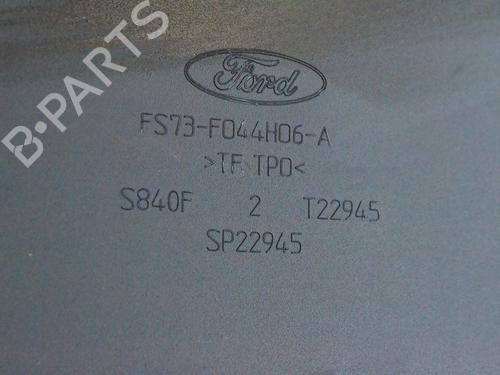 Ford
FS73-F044H06-A
>TF TPO<
S840F 2 T22945
SP22945
B-PARTS